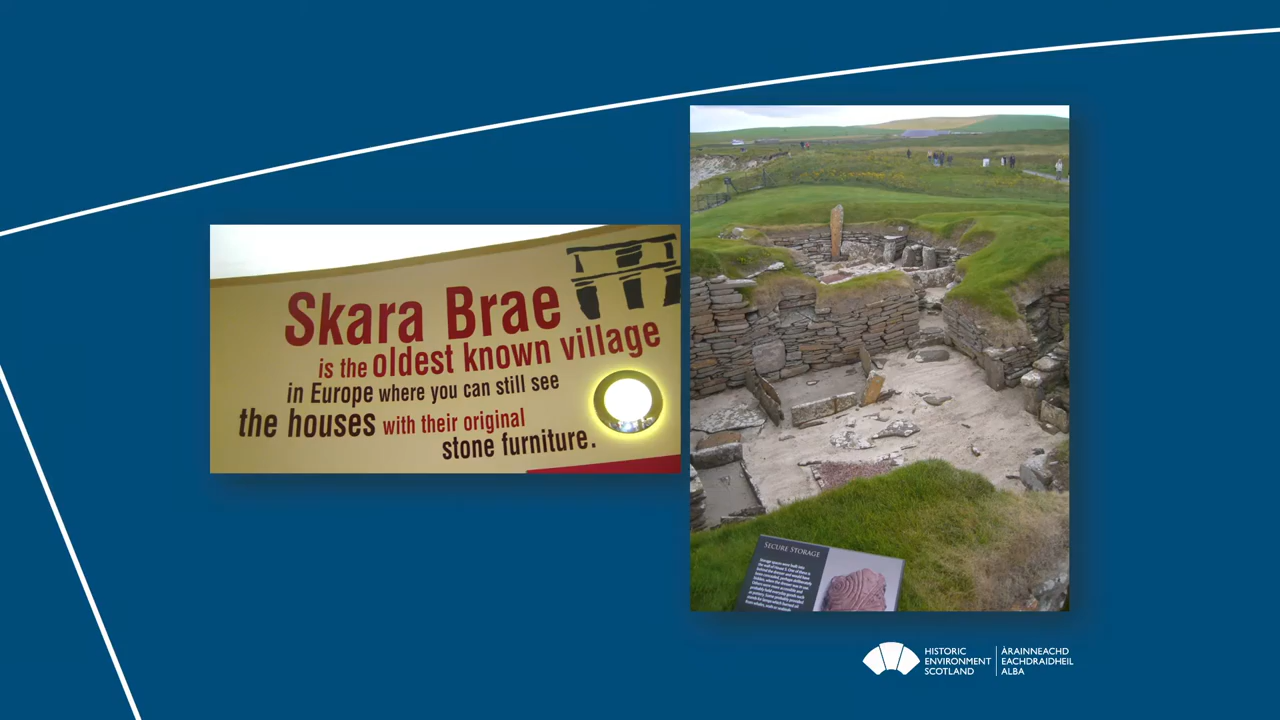 Skara Brae
is the oldest known village
in Europe where you can still see
the houses with their original
stone furniture.
SECURE STORAGE
HISTORIC
ENVIRONMENT
SCOTLAND
ÀRAINNEACHD
EACHDRAIDHEIL
ALBA